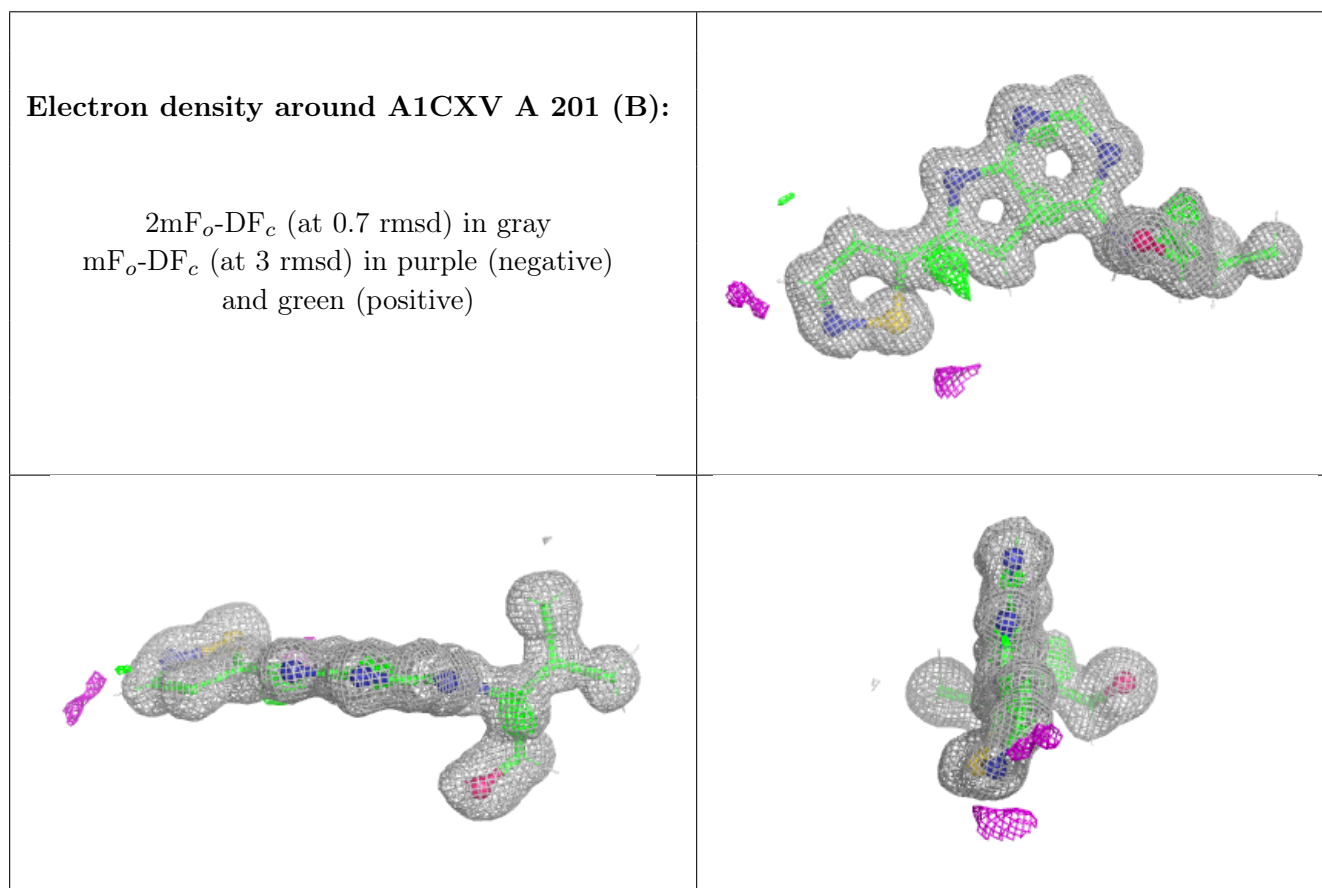 Electron density around A1CXV A 201 (B):
2mFₒ-DF𝒸 (at 0.7 rmsd) in gray
mFₒ-DF𝒸 (at 3 rmsd) in purple (negative)
and green (positive)